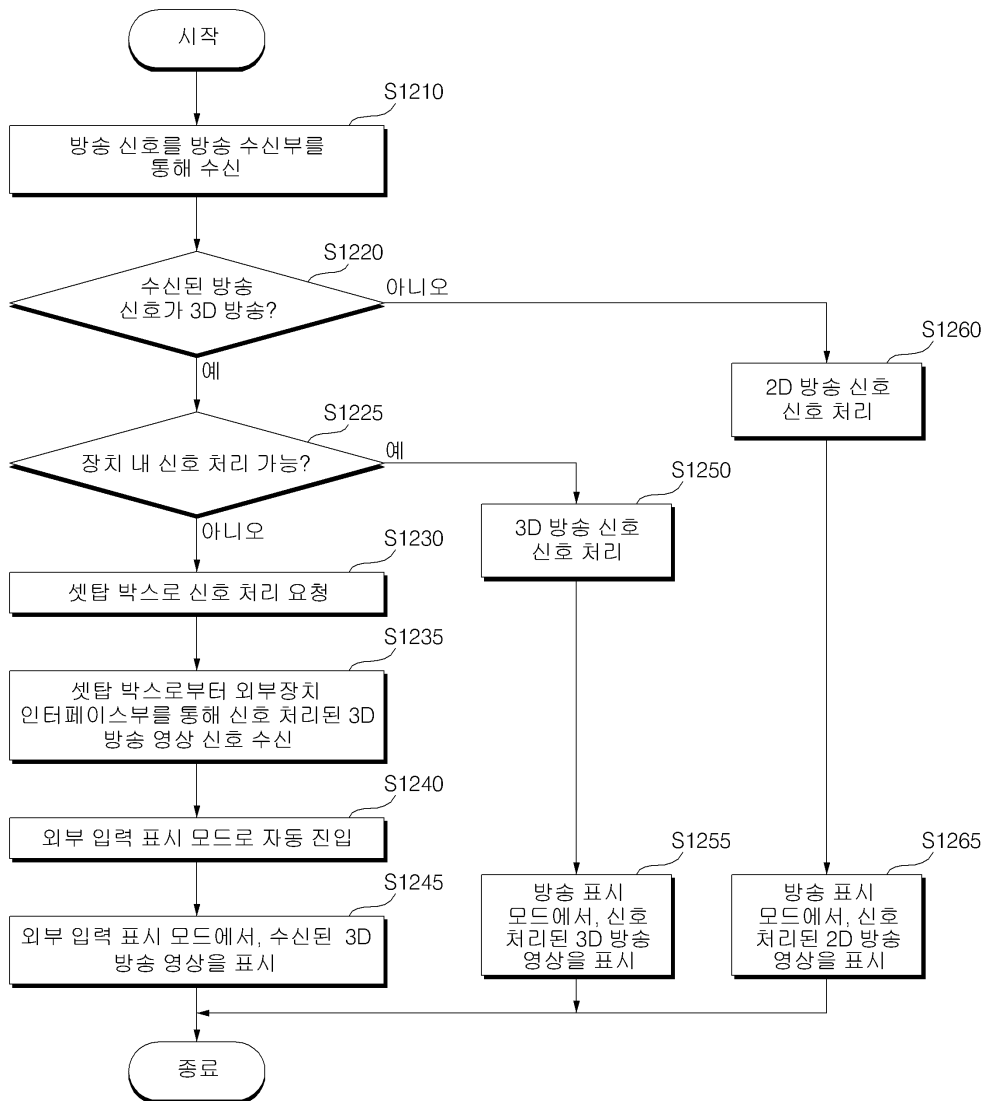 시작
S1210
방송 신호를 방송 수신부를
통해 수신
S1220
수신된 방송
신호가 3D 방송?
아니오
예
S1260
2D 방송 신호
신호 처리
S1225
장치 내 신호 처리 가능?
예
아니오
S1250
3D 방송 신호
신호 처리
S1230
셋탑 박스로 신호 처리 요청
S1235
셋탑 박스로부터 외부장치
인터페이스부를 통해 신호 처리된 3D
방송 영상 신호 수신
S1240
외부 입력 표시 모드로 자동 진입
S1245
외부 입력 표시 모드에서, 수신된 3D
방송 영상을 표시
S1255
방송 표시
모드에서, 신호
처리된 3D 방송
영상을 표시
S1265
방송 표시
모드에서, 신호
처리된 2D 방송
영상을 표시
종료